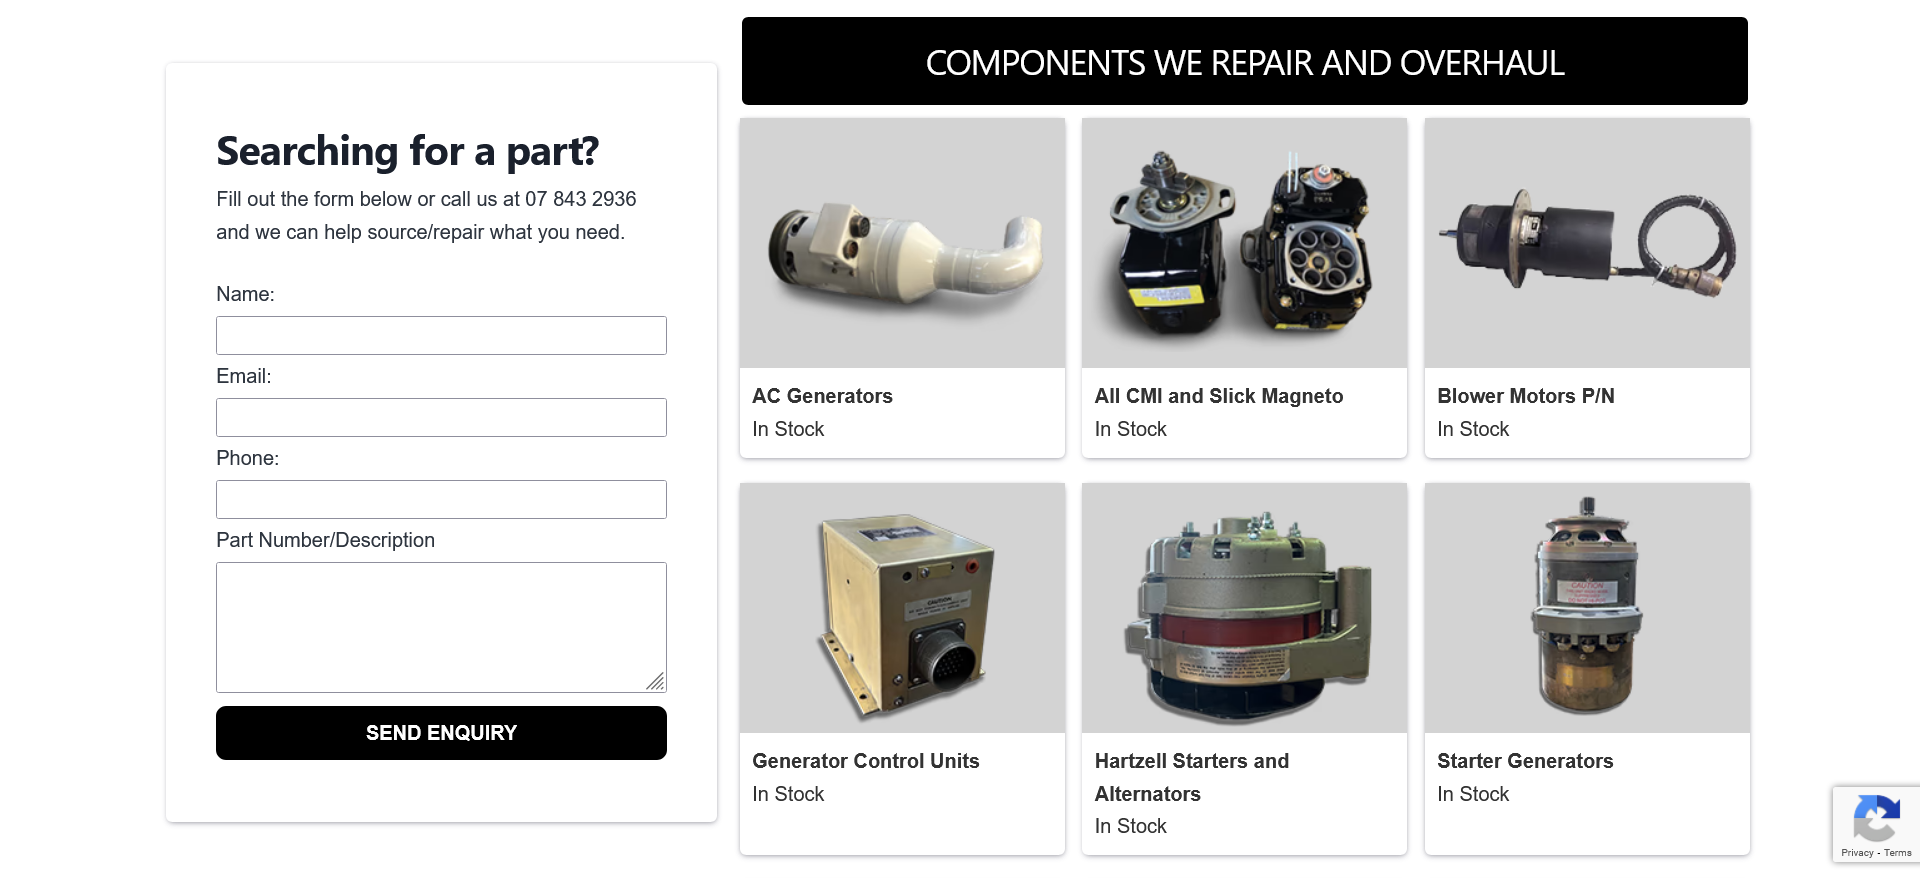 Searching for a part?
Fill out the form below or call us at 07 843 2936
and we can help source/repair what you need.
Name:
Email:
Phone:
Part Number/Description
SEND ENQUIRY
COMPONENTS WE REPAIR AND OVERHAUL
AC Generators
In Stock
All CMI and Slick Magneto
In Stock
Blower Motors P/N
In Stock
CAUTION
Generator Control Units
In Stock
Hartzell Starters and
Alternators
In Stock
CAUTION
Starter Generators
In Stock
Privacy - Terms